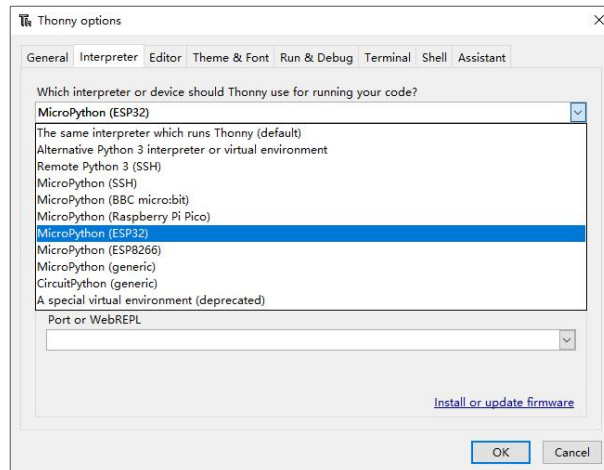 Thonny options
General Interpreter Editor Theme & Font Run & Debug Terminal Shell Assistant
Which interpreter or device should Thonny use for running your code?
MicroPython (ESP32)
The same interpreter which runs Thonny (default)
Alternative Python 3 interpreter or virtual environment
Remote Python 3 (SSH)
MicroPython (SSH)
MicroPython (BBC micro:bit)
MicroPython (Raspberry Pi Pico)
MicroPython (ESP32)
MicroPython (ESP8266)
MicroPython (generic)
CircuitPython (generic)
A special virtual environment (deprecated)
Port or WebREPL
Install or update firmware
OK Cancel